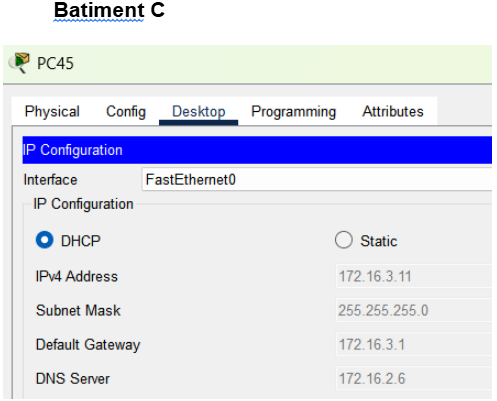 Batiment C
PC45
Physical Config Desktop Programming Attributes
IP Configuration
Interface FastEthernet0
IP Configuration
DHCP Static
IPv4 Address 172.16.3.11
Subnet Mask 255.255.255.0
Default Gateway 172.16.3.1
DNS Server 172.16.2.6